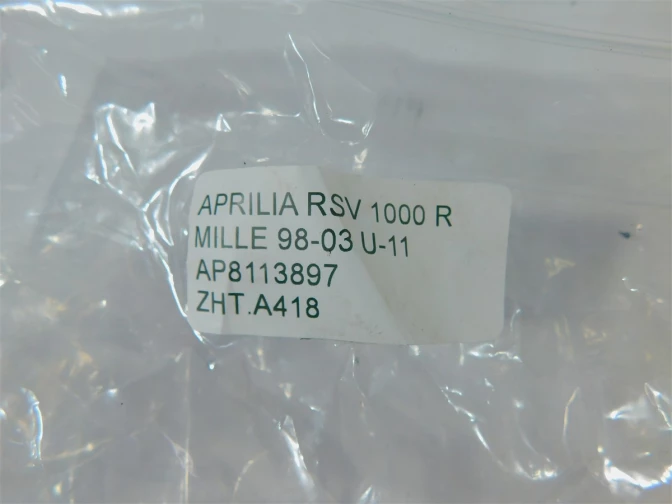 APRILIA RSV 1000 R
MILLE 98-03 U-11
AP8113897
ZHT.A418